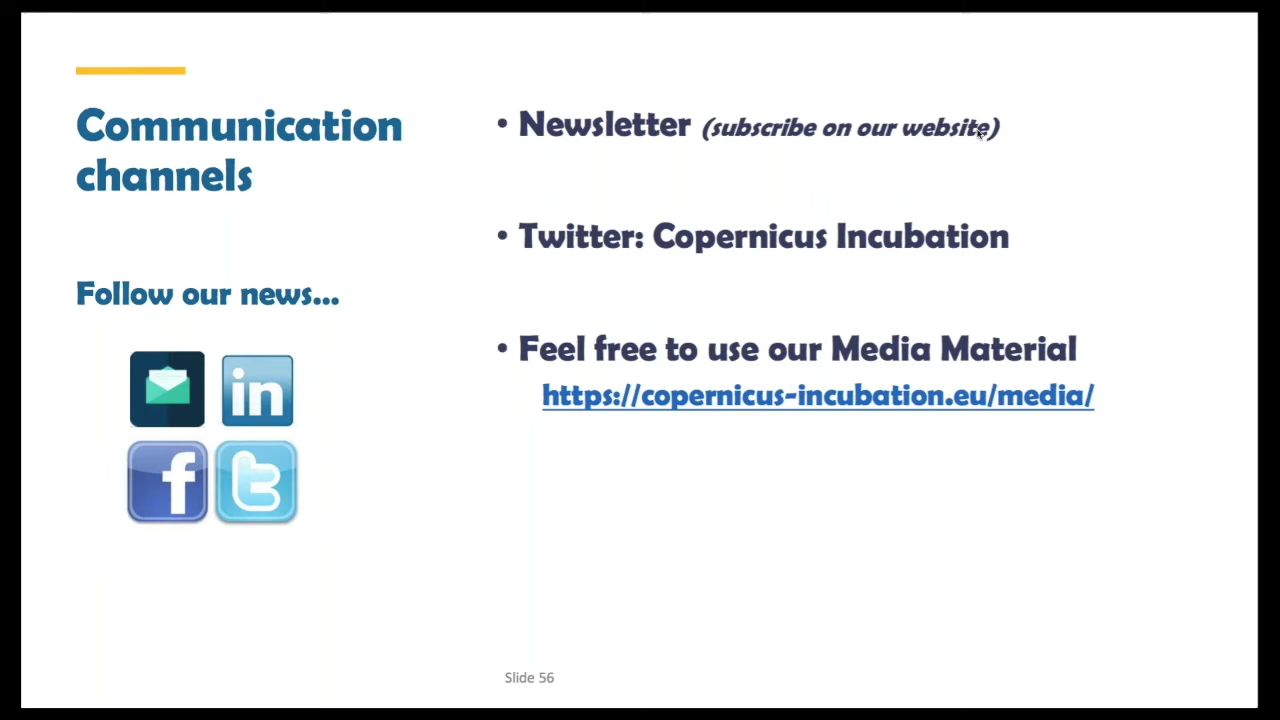 Communication
channels
Follow our news...
in
f
t
• Newsletter (subscribe on our website)
• Twitter: Copernicus Incubation
• Feel free to use our Media Material
https://copernicus-incubation.eu/media/
Slide 56